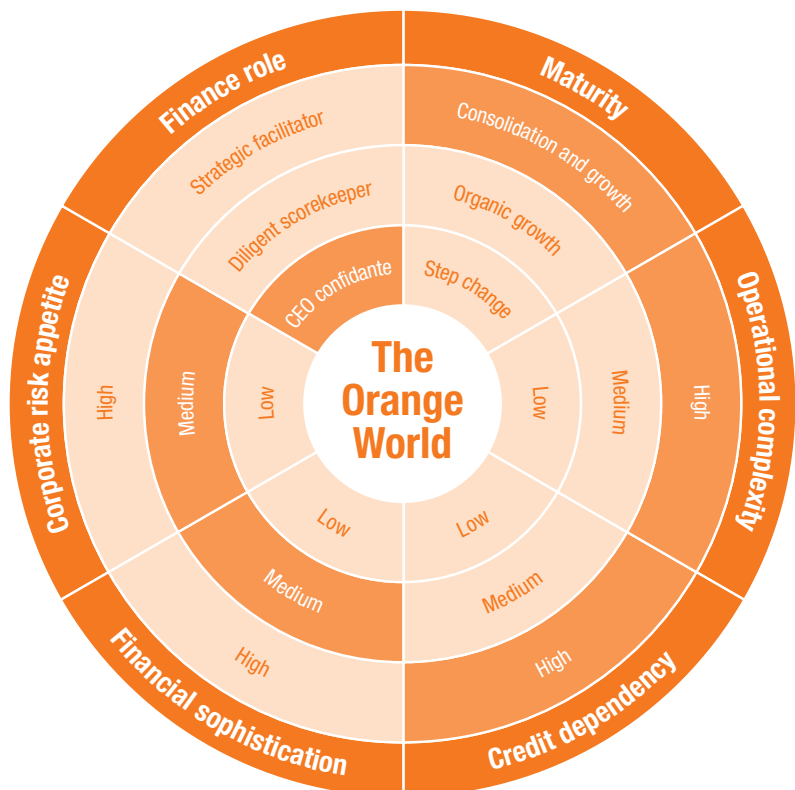 Finance role
Strategic facilitator
Diligent scorekeeper
CEO confidante
Maturity
Consolidation and growth
Organic growth
Step change
Operational complexity
High
Medium
Low
Credit dependency
High
Medium
Low
Financial sophistication
High
Medium
Low
Corporate risk appetite
High
Medium
Low
The
Orange
World